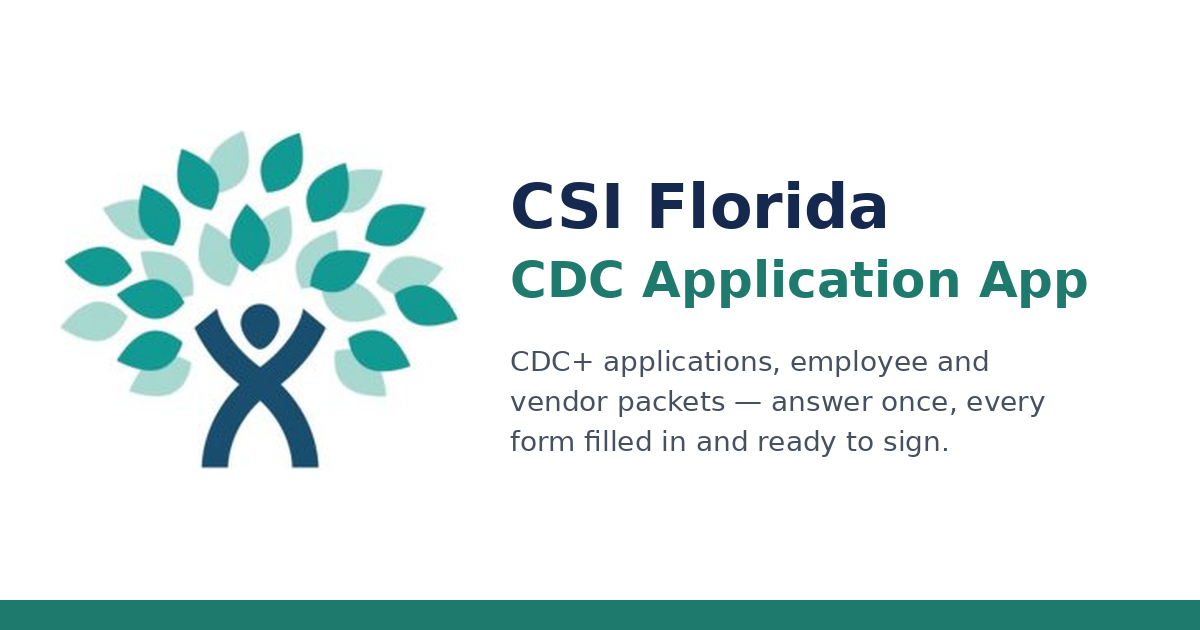 CSI Florida
CDC Application App
CDC+ applications, employee and
vendor packets — answer once, every
form filled in and ready to sign.